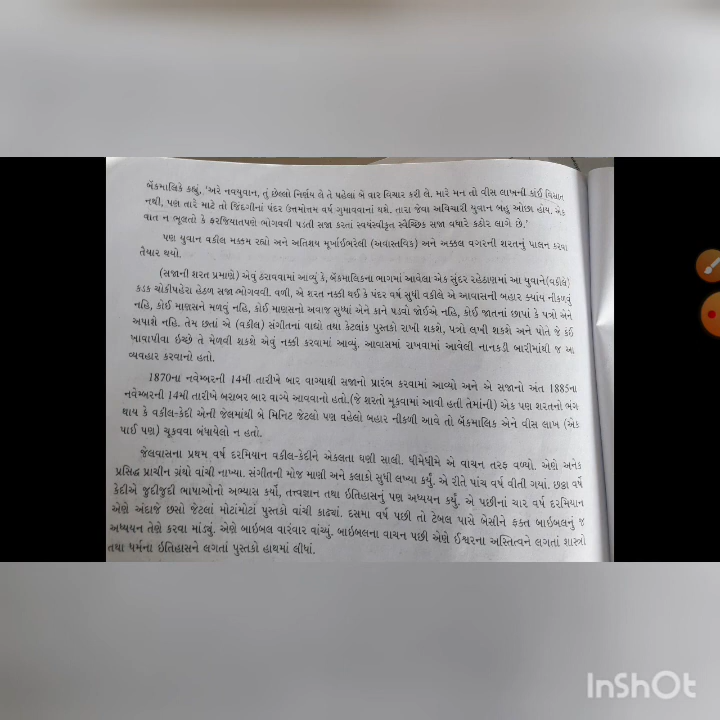 બેંકમાલિકે કહ્યું, 'અરે નવયુવાન, તું છેલ્લો નિર્ણય લે તે પહેલાં બે વાર વિચાર કરી લે. મારે મન તો વીસ લાખની કાંઈ વિસાત
નથી, પણ તારે માટે તો જિંદગીનાં પંદર ઉત્તમોત્તમ વર્ષ ગુમાવવાનાં થશે. તારા જેવા અવિચારી યુવાન બહુ ઓછા હોય. એક
વાત ન ભૂલતો કે ફરજિયાતપણે ભોગવવી પડતી સજા કરતાં સ્વયંસ્વીકૃત સ્વૈચ્છિક સજા વધારે કઠોર લાગે છે.'
પણ યુવાન વકીલ મક્કમ રહ્યો અને અતિશય મૂર્ખાઈભરેલી (અવાસ્તવિક) અને અક્કલ વગરની શરતનું પાલન કરવા
તૈયાર થયો.
(સજાની શરત પ્રમાણે) એવું ઠરાવવામાં આવ્યું કે, બેંકમાલિકના ભાગમાં આવેલા એક સુંદર રહેઠાણમાં આ યુવાને(વકીલે)
કડક ચોકીપહેરા હેઠળ સજા ભોગવવી. વળી, એ શરત નક્કી થઈ કે પંદર વર્ષ સુધી વકીલે એ આવાસની બહાર ક્યાંય નીકળવું
નહિ, કોઈ માણસને મળવું નહિ, કોઈ માણસનો અવાજ સુધ્ધાં એને કાને પડવો જોઈએ નહિ, કોઈ જાતનાં છાપાં કે પત્રો એને
અપાશે નહિ. તેમ છતાં એ (વકીલ) સંગીતનાં વાદ્યો તથા કેટલાંક પુસ્તકો રાખી શકશે, પત્રો લખી શકશે અને પોતે જે કંઈ
ખાવાપીવા ઇચ્છે તે મેળવી શકશે એવું નક્કી કરવામાં આવ્યું. આવાસમાં રાખવામાં આવેલી નાનકડી બારીમાંથી જ આ
વ્યવહાર કરવાનો હતો.
1870ના નવેમ્બરની 14મી તારીખે બાર વાગ્યાથી સજાનો પ્રારંભ કરવામાં આવ્યો અને એ સજાનો અંત 1885ના
નવેમ્બરની 14મી તારીખે બરાબર બાર વાગ્યે આવવાનો હતો.(જે શરતો મૂકવામાં આવી હતી તેમાંની) એક પણ શરતનો ભંગ
થાય કે વકીલ-કેદી એની જેલમાંથી બે મિનિટ જેટલો પણ વહેલો બહાર નીકળી આવે તો બેંકમાલિક એને વીસ લાખ (એક
પાઈ પણ) ચૂકવવા બંધાયેલો ન હતો.
જેલવાસના પ્રથમ વર્ષ દરમિયાન વકીલ-કેદીને એકલતા ઘણી સાલી. ધીમેધીમે એ વાચન તરફ વળ્યો. એણે અનેક
પ્રસિદ્ધ પ્રાચીન ગ્રંથો વાંચી નાખ્યા. સંગીતની મોજ માણી અને કલાકો સુધી લખ્યા કર્યું. એ રીતે પાંચ વર્ષ વીતી ગયાં. છઠ્ઠા વર્ષે
કેદીએ જુદીજુદી ભાષાઓનો અભ્યાસ કર્યો, તત્ત્વજ્ઞાન તથા ઇતિહાસનું પણ અધ્યયન કર્યું. એ પછીનાં ચાર વર્ષ દરમિયાન
એણે અંદાજે છસો જેટલાં મોટાંમોટાં પુસ્તકો વાંચી કાઢ્યાં. દસમા વર્ષ પછી તો ટેબલ પાસે બેસીને ફક્ત બાઇબલનું જ
અધ્યયન તેણે કરવા માંડ્યું. એણે બાઇબલ વારંવાર વાંચ્યું. બાઇબલના વાચન પછી એણે ઈશ્વરના અસ્તિત્વને લગતાં શાસ્ત્રો
તથા ધર્મના ઇતિહાસને લગતાં પુસ્તકો હાથમાં લીધાં.
InShOt